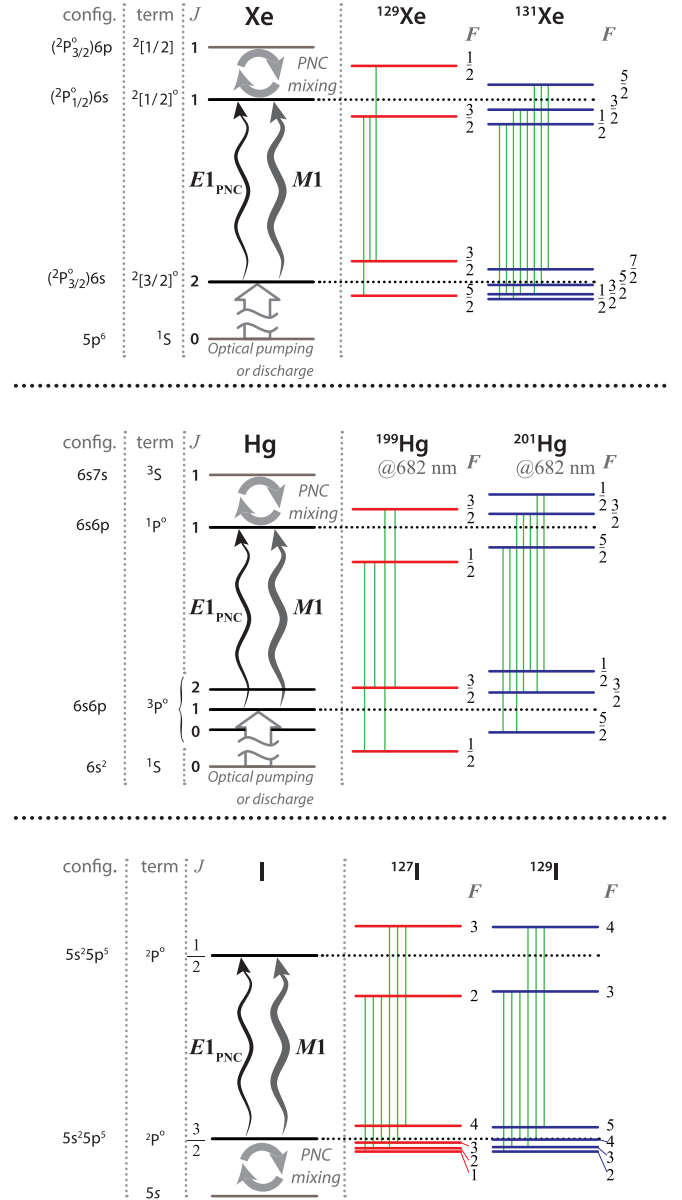 config. term J Xe ¹²⁹Xe F ¹³¹Xe F
(²P°3/2)6p ²[1/2] 1 PNC mixing 1/2 5/2
(²P°1/2)6s ²[1/2]° 1 3/2 3/2 1/2
E1PNC M1
(²P°3/2)6s ²[3/2]° 2 3/2 5/2 7/2 5/2 3/2 1/2
5p⁶ ¹S 0
Optical pumping
or discharge
config. term J Hg ¹⁹⁹Hg @682 nm F ²⁰¹Hg @682 nm F
6s7s ³S 1 PNC mixing 3/2 1/2 3/2
6s6p ¹P° 1 1/2 5/2
E1PNC M1
6s6p ³P° 2 1 0 3/2 1/2 1/2 3/2 5/2
6s² ¹S 0
Optical pumping
or discharge
config. term J I ¹²⁷I F ¹²⁹I F
5s²5p⁵ ²P° 1/2 3 2 4 3
E1PNC M1
5s²5p⁵ ²P° 3/2 4 3 2 1 5 4 3 2
PNC
mixing
5s